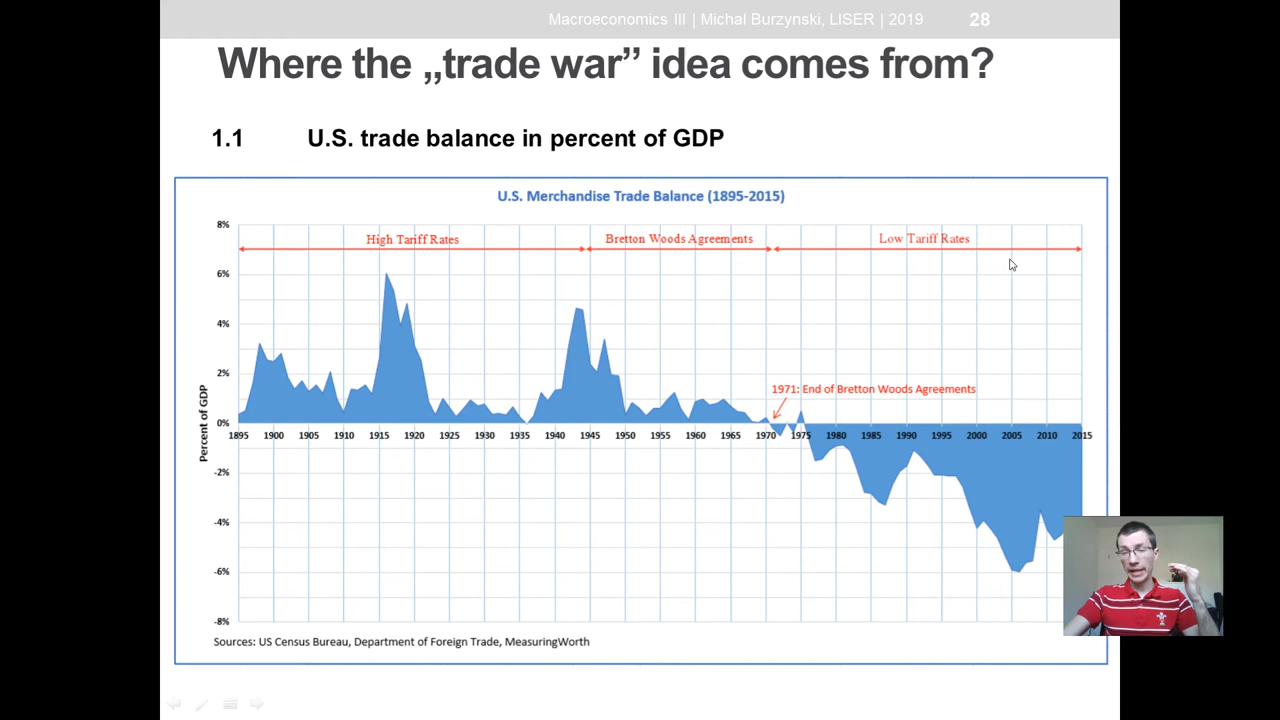 Macroeconomics III | Michal Burzynski, LISER | 2019 28
Where the „trade war” idea comes from?
1.1 U.S. trade balance in percent of GDP
U.S. Merchandise Trade Balance (1895-2015)
8%
High Tariff Rates Bretton Woods Agreements Low Tariff Rates
6%
4%
2%
1971: End of Bretton Woods Agreements
Percent of GDP
0%
1895 1900 1905 1910 1915 1920 1925 1930 1935 1940 1945 1950 1955 1960 1965 1970 1975 1980 1985 1990 1995 2000 2005 2010 2015
-2%
-4%
-6%
-8%
Sources: US Census Bureau, Department of Foreign Trade, MeasuringWorth